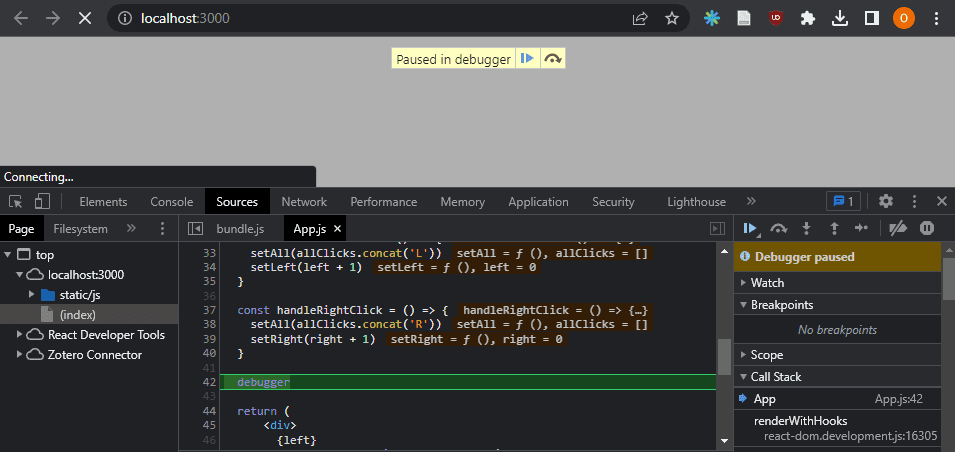 localhost:3000
O
Paused in debugger
Connecting...
Elements Console Sources Network Performance Memory Application Security Lighthouse » 1
Page Filesystem »
bundle.js App.js ×
top
localhost:3000
static/js
(index)
React Developer Tools
Zotero Connector
33 setAll(allClicks.concat('L')) setAll = ƒ (), allClicks = []
34 setLeft(left + 1) setLeft = ƒ (), left = 0
35 }
36
37 const handleRightClick = () => { handleRightClick = () => {…}
38 setAll(allClicks.concat('R')) setAll = ƒ (), allClicks = []
39 setRight(right + 1) setRight = ƒ (), right = 0
40 }
41
42 debugger
43
44 return (
45 <div>
46 {left}
Debugger paused
Watch
Breakpoints
No breakpoints
Scope
Call Stack
App App.js:42
renderWithHooks
react-dom.development.js:16305